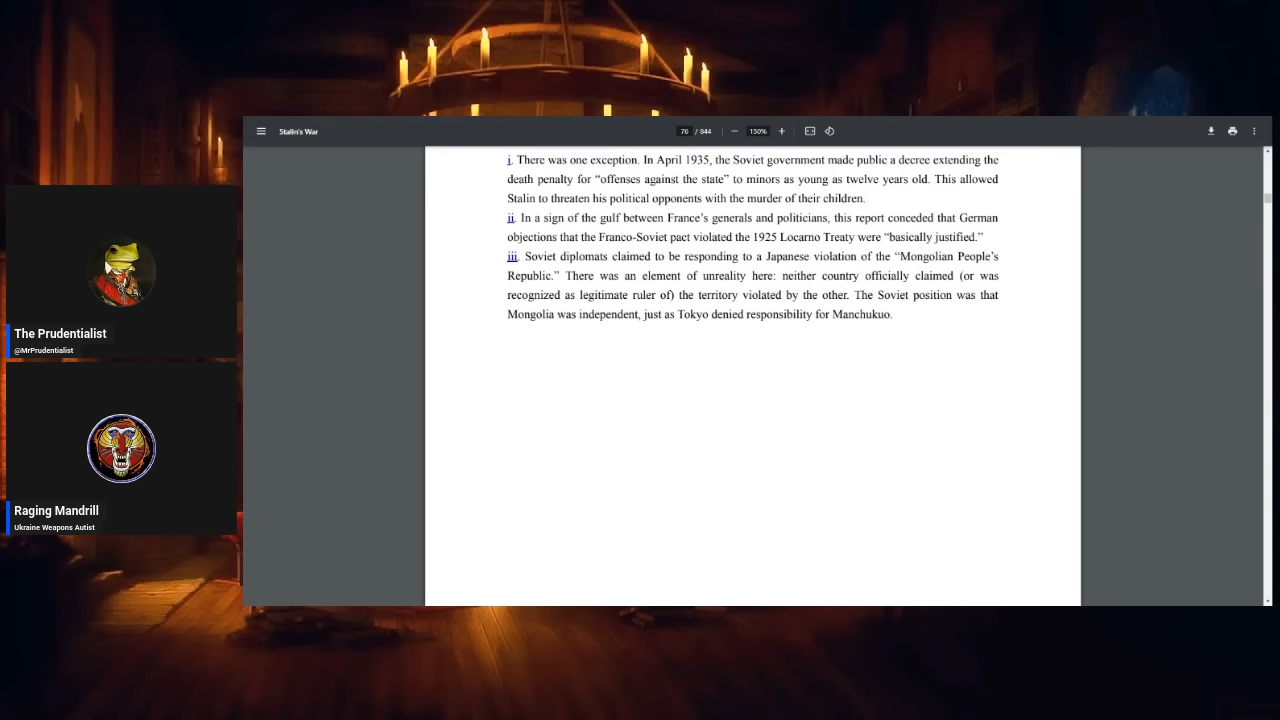 Stalin's War
76 / 844
150%
i. There was one exception. In April 1935, the Soviet government made public a decree extending the
death penalty for “offenses against the state” to minors as young as twelve years old. This allowed
Stalin to threaten his political opponents with the murder of their children.
ii. In a sign of the gulf between France’s generals and politicians, this report conceded that German
objections that the Franco-Soviet pact violated the 1925 Locarno Treaty were “basically justified.”
iii. Soviet diplomats claimed to be responding to a Japanese violation of the “Mongolian People’s
Republic.” There was an element of unreality here: neither country officially claimed (or was
recognized as legitimate ruler of) the territory violated by the other. The Soviet position was that
Mongolia was independent, just as Tokyo denied responsibility for Manchukuo.
The Prudentialist
@MrPrudentialist
Raging Mandrill
Ukraine Weapons Autist